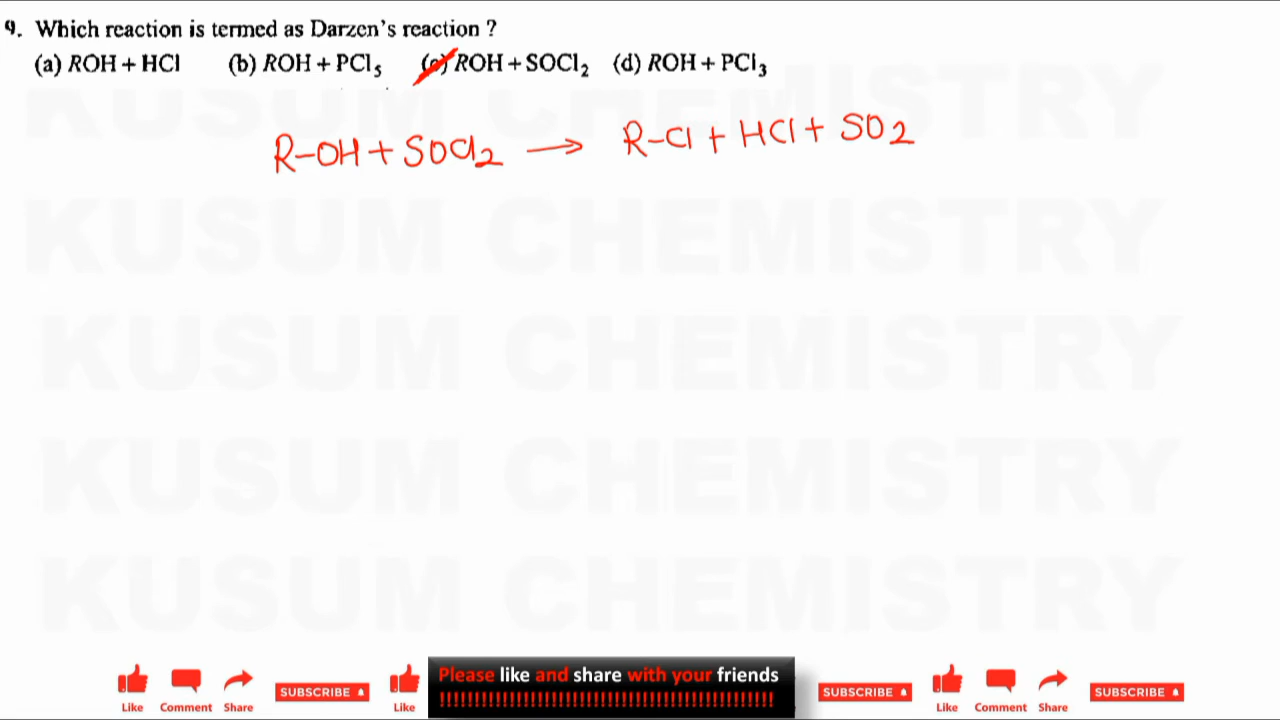 9. Which reaction is termed as Darzen's reaction ?
(a) ROH + HCl (b) ROH + PCl₅ (c) ROH + SOCl₂ (d) ROH + PCl₃
R-OH + SOCl₂ → R-Cl + HCl + SO₂
KUSUM CHEMISTRY
KUSUM CHEMISTRY
KUSUM CHEMISTRY
KUSUM CHEMISTRY
KUSUM CHEMISTRY
Please like and share with your friends
!!!!!!!!!!!!!!!!!!!!!!!!!!!!!!!!!!!!!!!!!!!!!!!!
SUBSCRIBE SUBSCRIBE SUBSCRIBE
Like Comment Share Like Like Comment Share